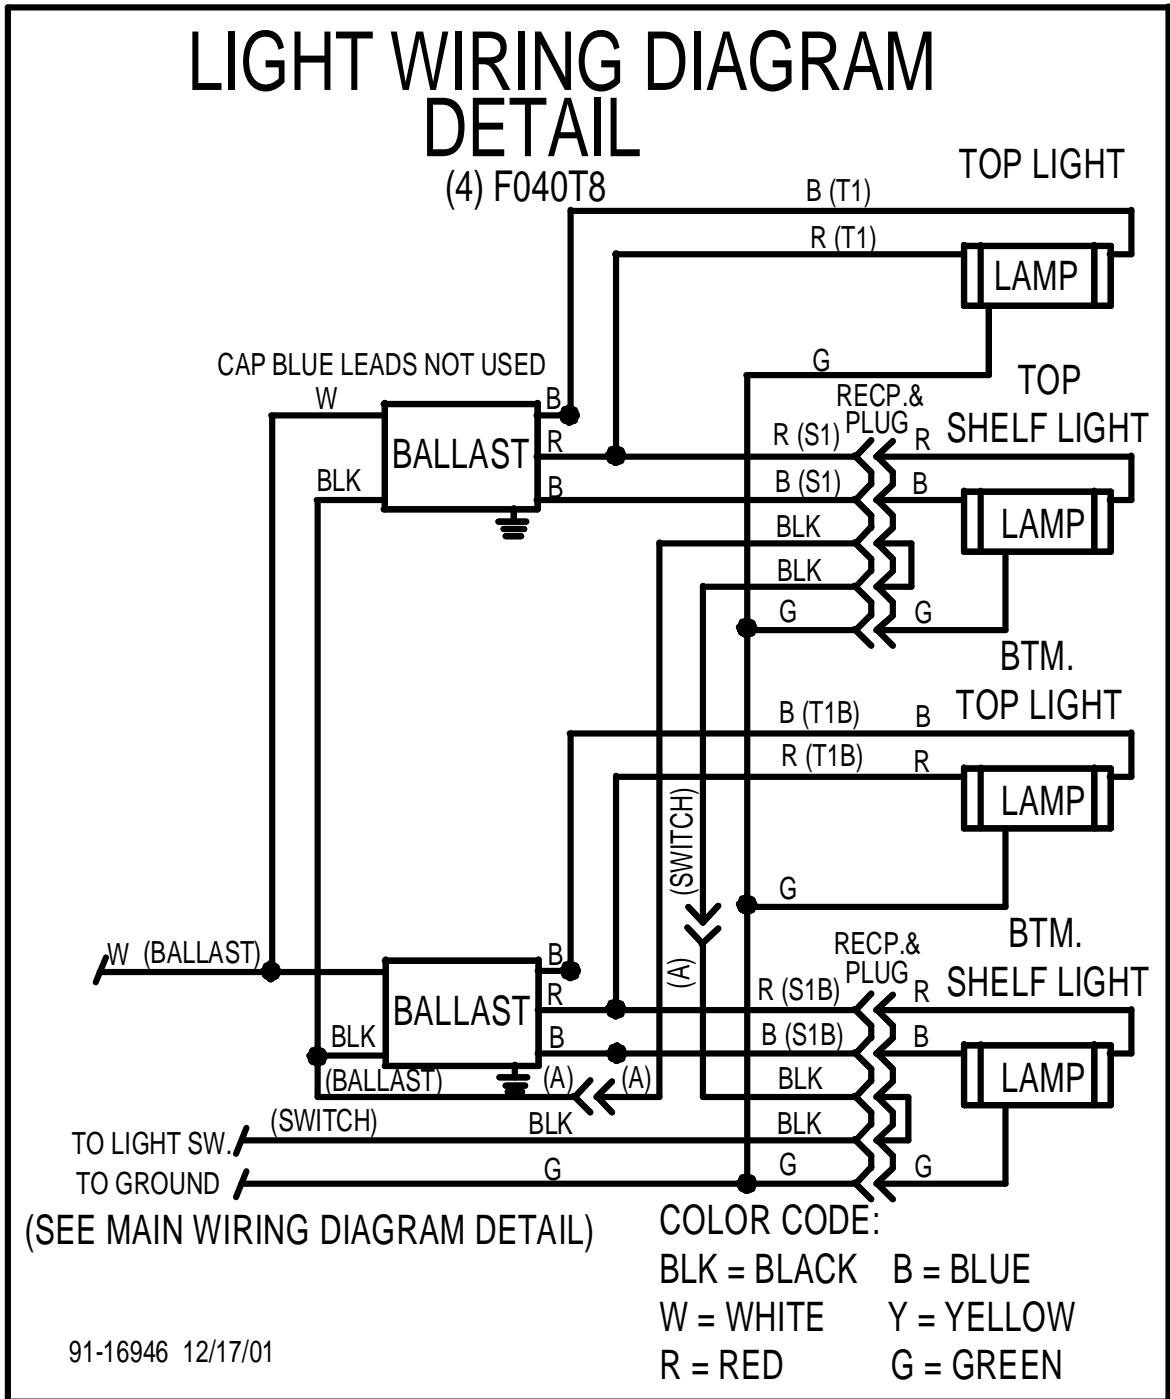 LIGHT WIRING DIAGRAM
DETAIL
(4) F040T8
TOP LIGHT
B (T1)
R (T1)
LAMP
G
CAP BLUE LEADS NOT USED
W
BALLAST
B
R
B
BLK
RECP.&
PLUG
TOP
SHELF LIGHT
R (S1)
R
B (S1)
B
LAMP
BLK
BLK
G
G
BTM.
TOP LIGHT
B (T1B)
B
R (T1B)
R
LAMP
(SWITCH)
G
W (BALLAST)
BALLAST
B
R
B
BLK
(BALLAST)
(A)
(A)
(A)
RECP.&
PLUG
BTM.
SHELF LIGHT
R (S1B)
R
B (S1B)
B
LAMP
BLK
TO LIGHT SW.
(SWITCH)
BLK
BLK
TO GROUND
G
G
G
(SEE MAIN WIRING DIAGRAM DETAIL)
COLOR CODE:
BLK = BLACK B = BLUE
W = WHITE Y = YELLOW
R = RED G = GREEN
91-16946 12/17/01